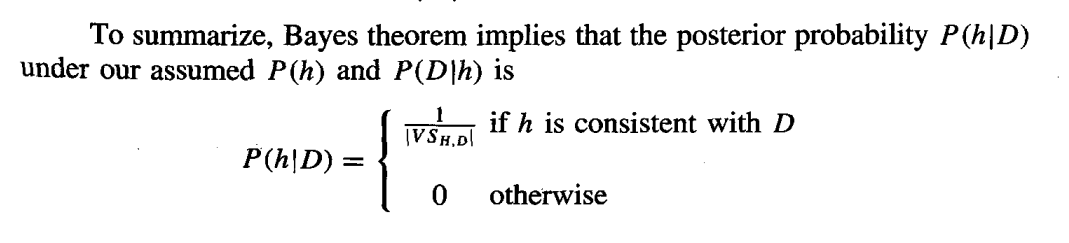 To summarize, Bayes theorem implies that the posterior probability P(h|D)
under our assumed P(h) and P(D|h) is
P(h|D) = { 1/|VS_{H,D}| if h is consistent with D
0 otherwise